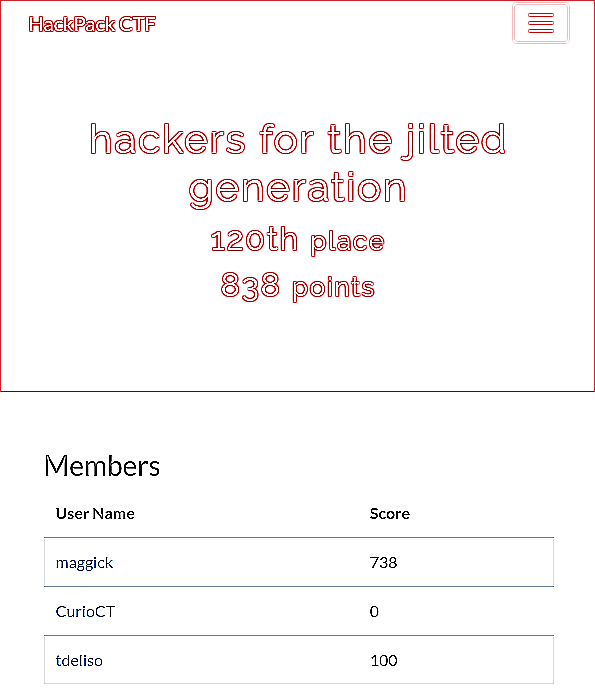 HackPack CTF
hackers for the jilted
generation
120th place
838 points
Members
User Name Score
maggick 738
CurioCT 0
tdeliso 100